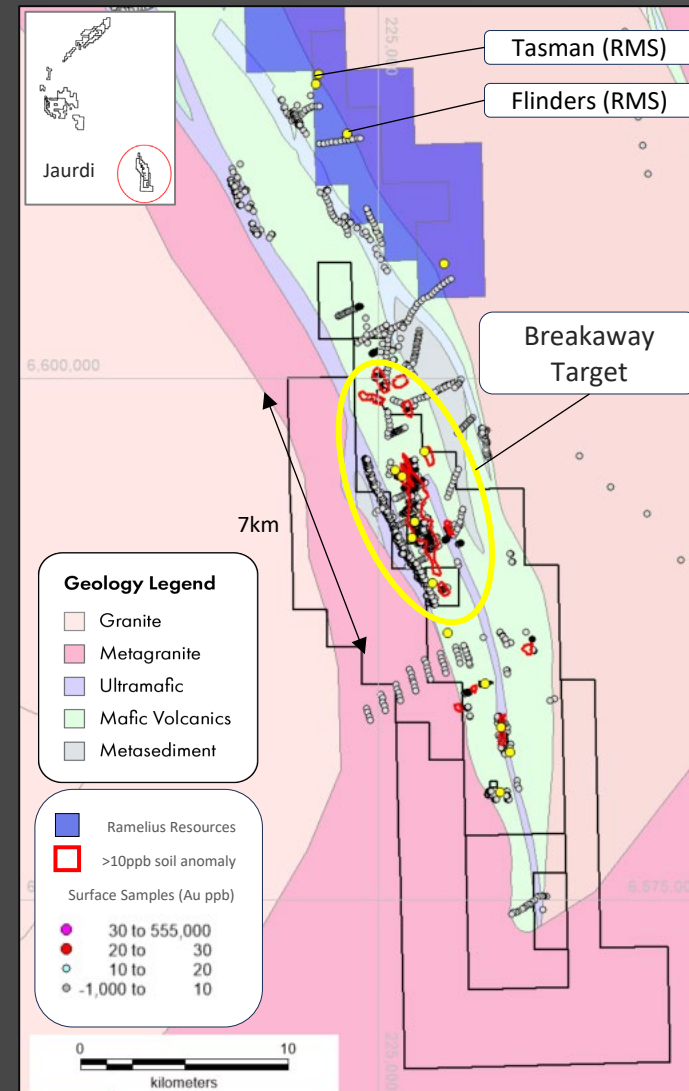 Tasman (RMS)
Flinders (RMS)
225,000
Jaurdi
Breakaway
Target
6,600,000
7km
Geology Legend
Granite
Metagranite
Ultramafic
Mafic Volcanics
Metasediment
Ramelius Resources
>10ppb soil anomaly
Surface Samples (Au ppb)
30 to 555,000
20 to 30
10 to 20
-1,000 to 10
6,575,000
225,000
0 10
kilometers